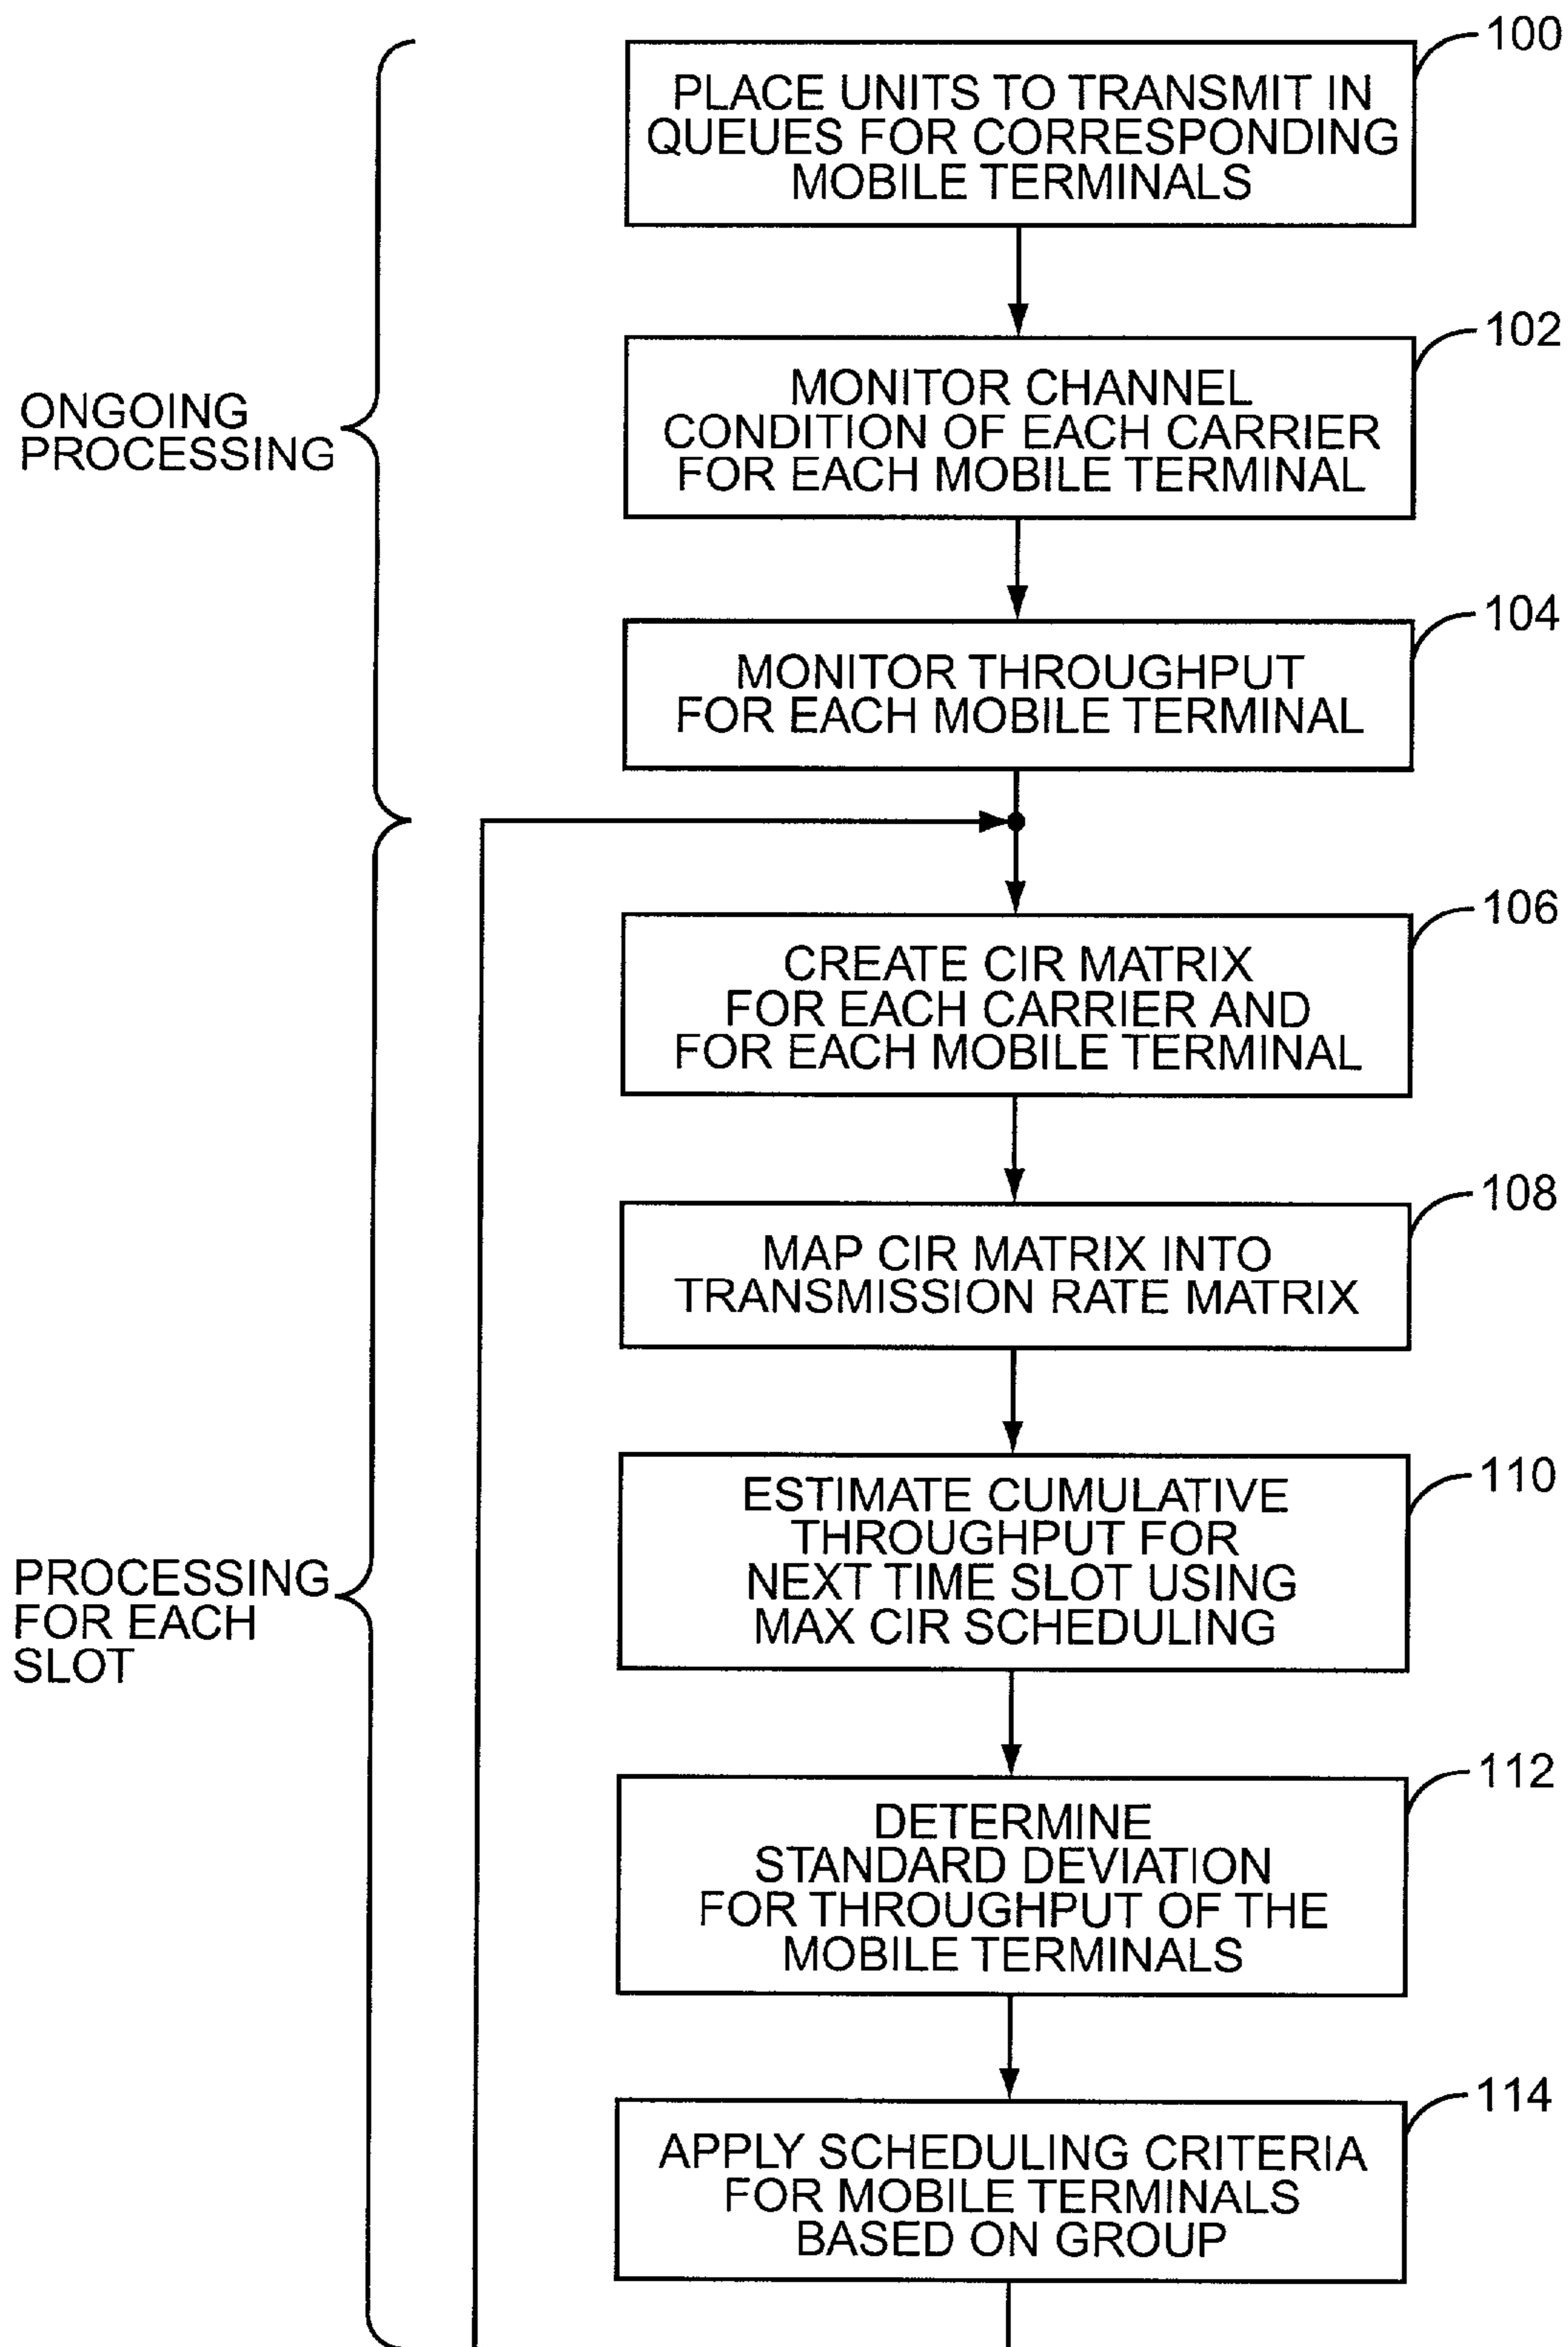 100
PLACE UNITS TO TRANSMIT IN
QUEUES FOR CORRESPONDING
MOBILE TERMINALS
102
MONITOR CHANNEL
CONDITION OF EACH CARRIER
FOR EACH MOBILE TERMINAL
ONGOING
PROCESSING
104
MONITOR THROUGHPUT
FOR EACH MOBILE TERMINAL
106
CREATE CIR MATRIX
FOR EACH CARRIER AND
FOR EACH MOBILE TERMINAL
108
MAP CIR MATRIX INTO
TRANSMISSION RATE MATRIX
110
ESTIMATE CUMULATIVE
THROUGHPUT FOR
NEXT TIME SLOT USING
MAX CIR SCHEDULING
PROCESSING
FOR EACH
SLOT
112
DETERMINE
STANDARD DEVIATION
FOR THROUGHPUT OF THE
MOBILE TERMINALS
114
APPLY SCHEDULING CRITERIA
FOR MOBILE TERMINALS
BASED ON GROUP